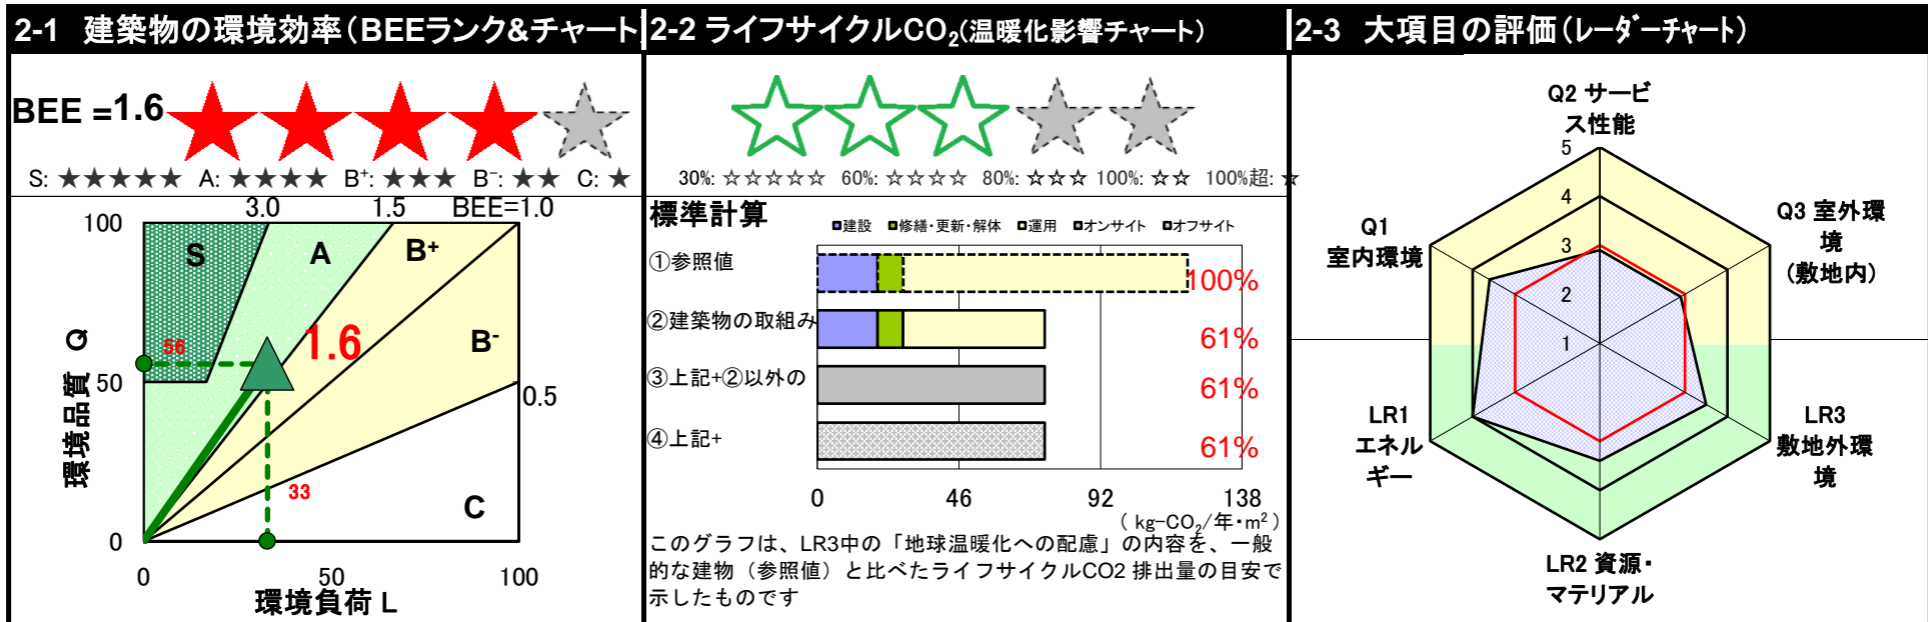 2-1 建築物の環境効率(BEEランク&チャート)
BEE =1.6
S: ★★★★★ A: ★★★★ B⁺: ★★★ B⁻: ★★ C: ★
3.0 1.5 BEE=1.0
100
S A B⁺
環境品質 Q
56 1.6 B⁻
50
0.5
33
C
0
0 50 100
環境負荷 L
2-2 ライフサイクルCO₂(温暖化影響チャート)
30%: ☆☆☆☆☆ 60%: ☆☆☆☆ 80%: ☆☆☆ 100%: ☆☆ 100%超: ☆
標準計算
建設 修繕・更新・解体 運用 オンサイト オフサイト
①参照値 100%
②建築物の取組み 61%
③上記+②以外の 61%
④上記+ 61%
0 46 92 138
( kg-CO₂/年・m² )
このグラフは、LR3中の「地球温暖化への配慮」の内容を、一般
的な建物(参照値)と比べたライフサイクルCO2 排出量の目安で
示したものです
2-3 大項目の評価(レーダーチャート)
Q2 サービ
ス性能
5
4
3
2
1
Q1
室内環境
Q3 室外環
境
(敷地内)
LR1
エネル
ギー
LR3
敷地外環
境
LR2 資源・
マテリアル